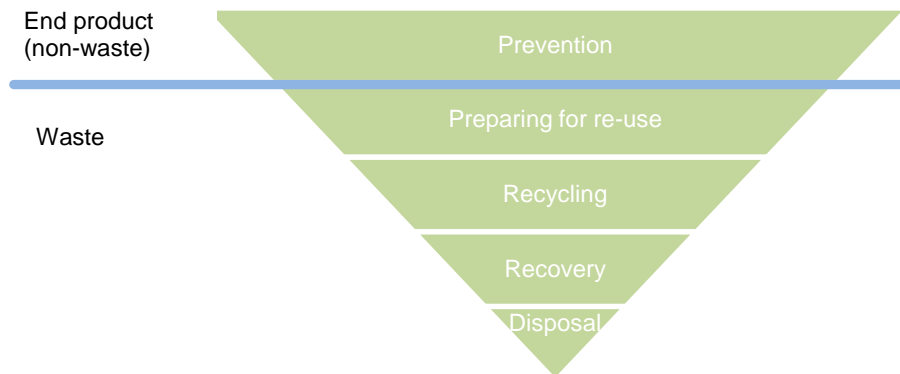 End product
(non-waste)
Prevention
Preparing for re-use
Waste
Recycling
Recovery
Disposal